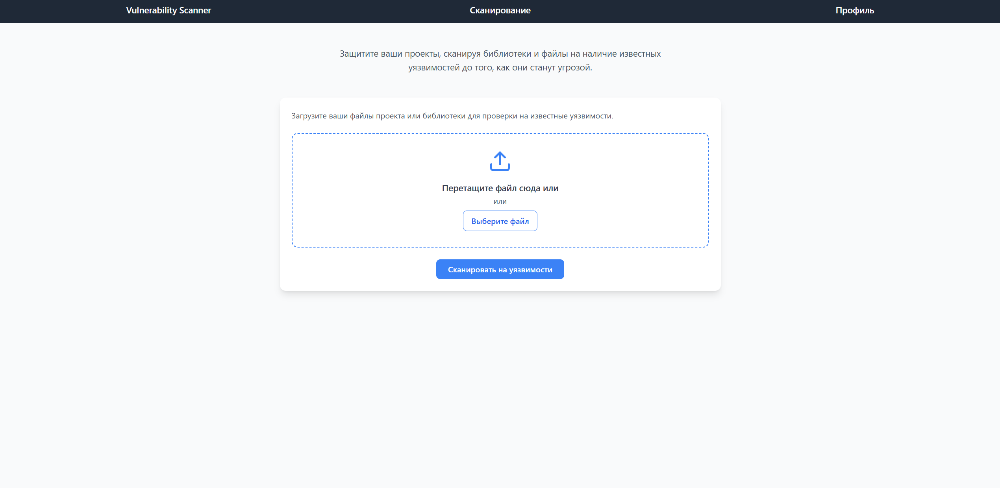 Vulnerability Scanner
Сканирование
Профиль
Защитите ваши проекты, сканируя библиотеки и файлы на наличие известных
уязвимостей до того, как они станут угрозой.
Загрузите ваши файлы проекта или библиотеки для проверки на известные уязвимости.
Перетащите файл сюда или
или
Выберите файл
Сканировать на уязвимости